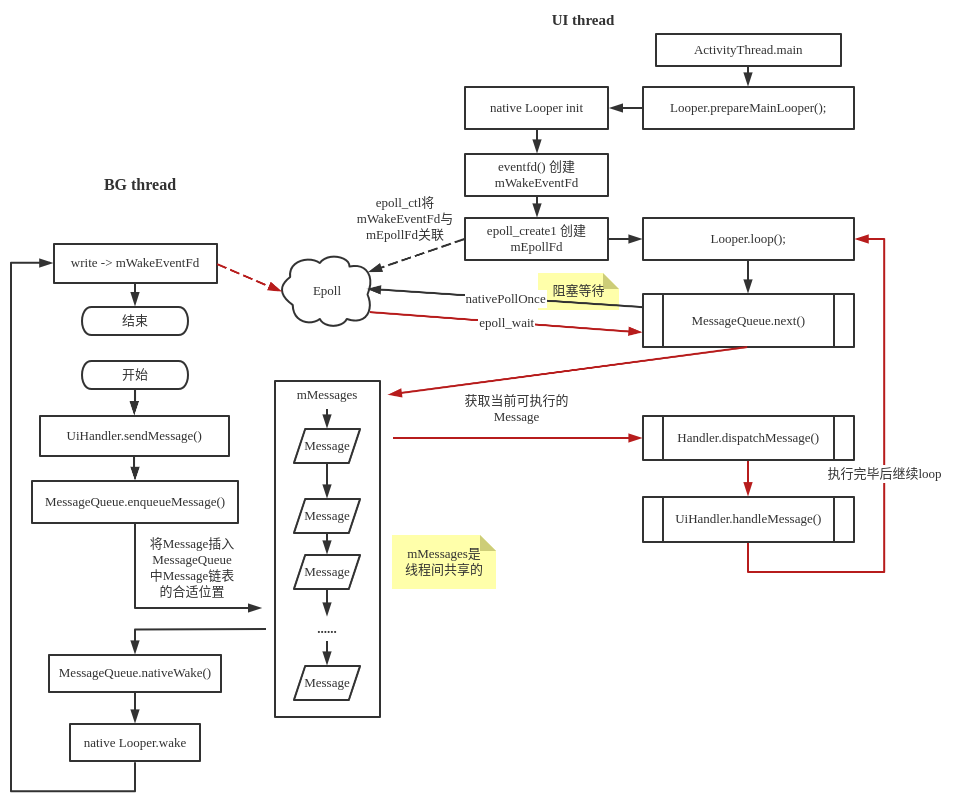 UI thread
ActivityThread.main
native Looper init
Looper.prepareMainLooper();
eventfd() 创建
mWakeEventFd
BG thread
epoll_ctl将
mWakeEventFd与
mEpollFd关联
epoll_create1 创建
mEpollFd
Looper.loop();
write -> mWakeEventFd
Epoll
阻塞等待
nativePollOnce
epoll_wait
MessageQueue.next()
结束
开始
mMessages
获取当前可执行的
Message
UiHandler.sendMessage()
Message
Handler.dispatchMessage()
执行完毕后继续loop
MessageQueue.enqueueMessage()
Message
UiHandler.handleMessage()
将Message插入
MessageQueue
中Message链表
的合适位置
Message
mMessages是
线程间共享的
......
MessageQueue.nativeWake()
Message
native Looper.wake